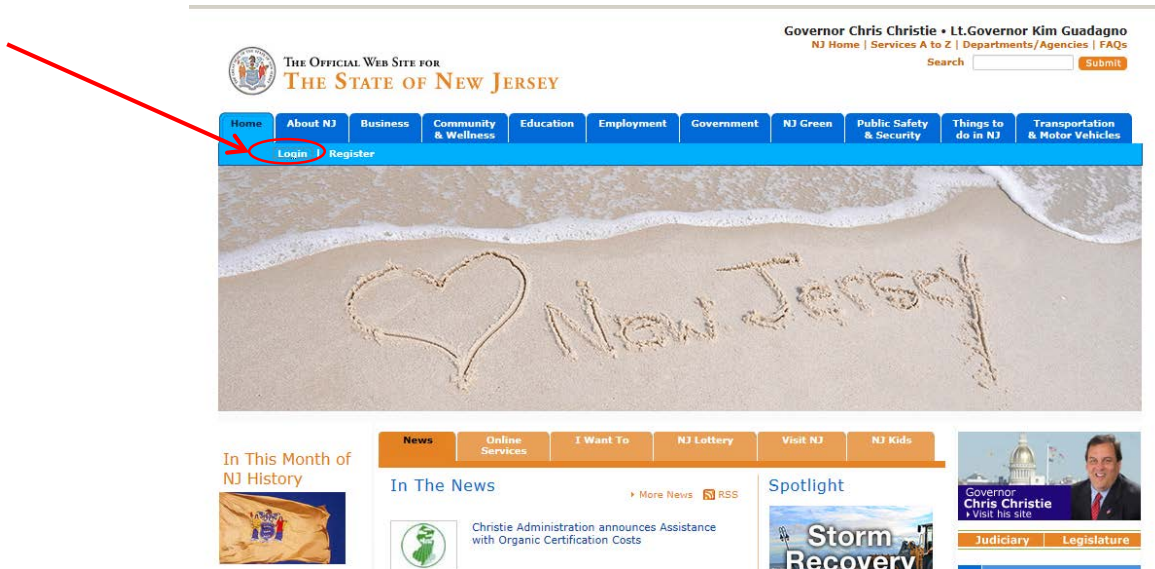 Governor Chris Christie • Lt.Governor Kim Guadagno
NJ Home | Services A to Z | Departments/Agencies | FAQs
Search Submit
THE OFFICIAL WEB SITE FOR
THE STATE OF NEW JERSEY
Home About NJ Business Community & Wellness Education Employment Government NJ Green Public Safety & Security Things to do in NJ Transportation & Motor Vehicles
Login | Register
New Jersey
News Online Services I Want To NJ Lottery Visit NJ NJ Kids
In This Month of
NJ History
In The News
More News RSS
Christie Administration announces Assistance
with Organic Certification Costs
Spotlight
Storm
Recovery
Governor
Chris Christie
Visit his site
Judiciary | Legislature